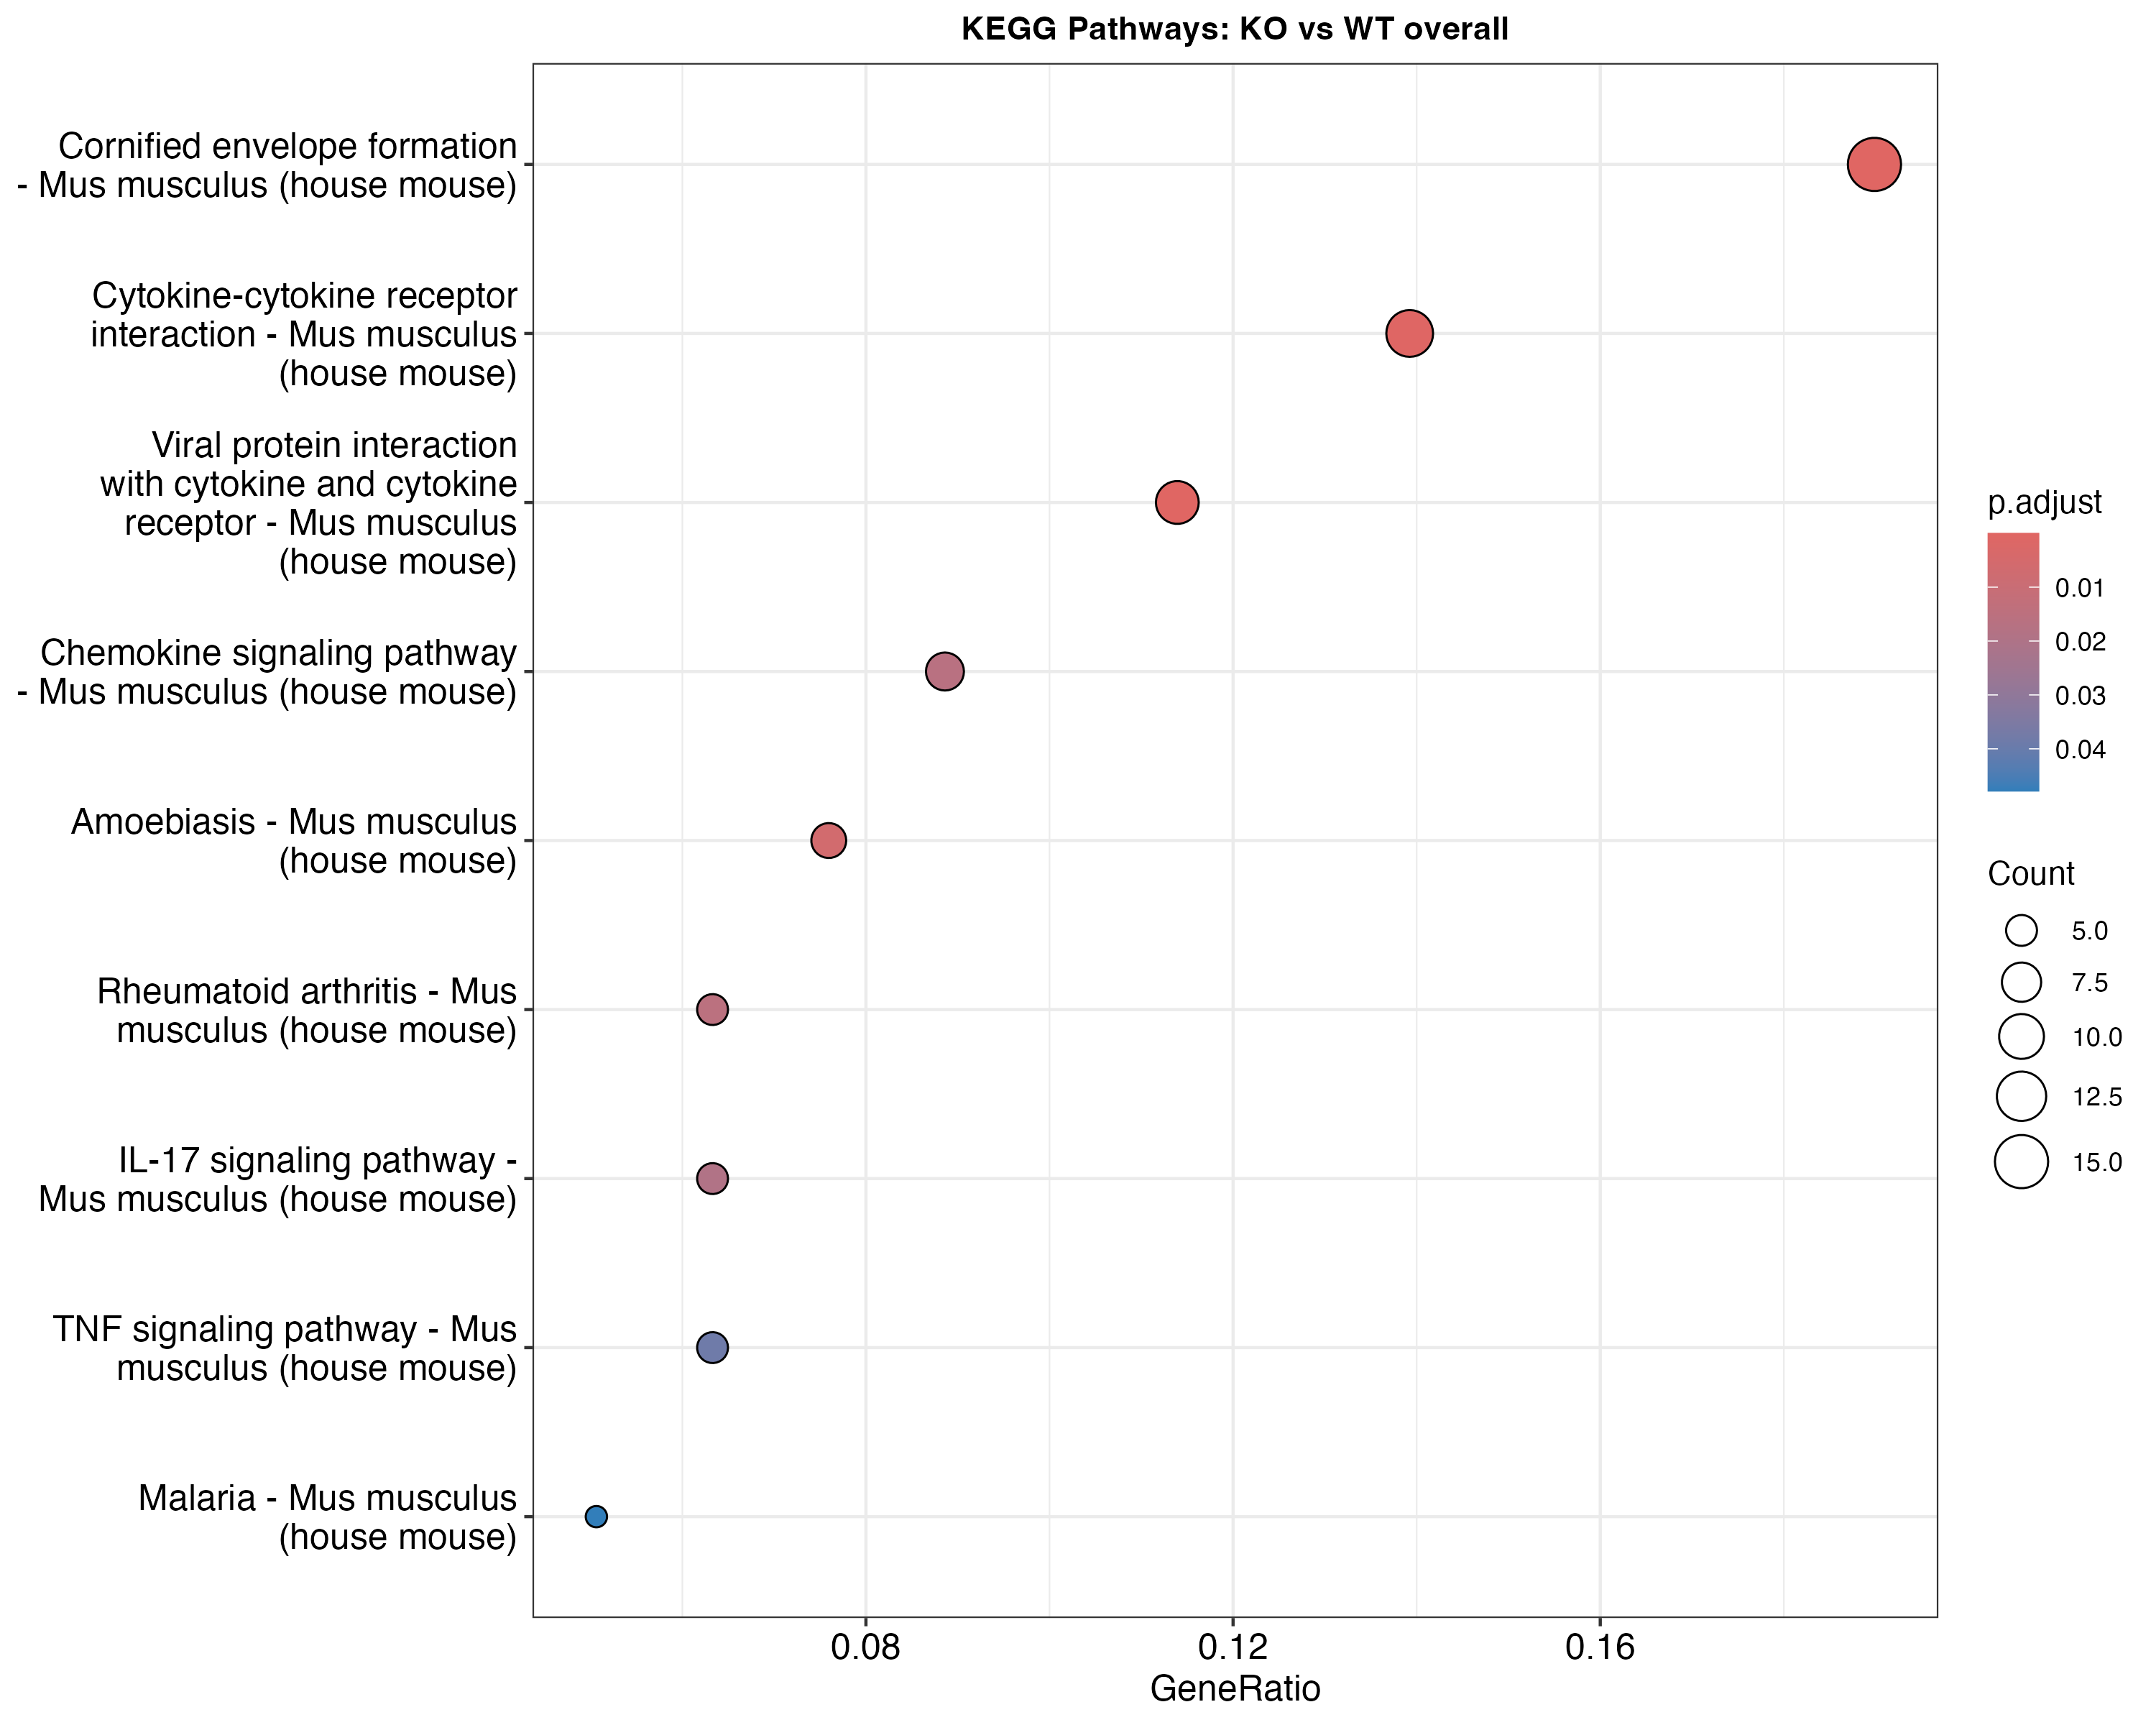 KEGG Pathways: KO vs WT overall
Cornified envelope formation
- Mus musculus (house mouse)
Cytokine-cytokine receptor
interaction - Mus musculus
(house mouse)
Viral protein interaction
with cytokine and cytokine
receptor - Mus musculus
(house mouse)
Chemokine signaling pathway
- Mus musculus (house mouse)
Amoebiasis - Mus musculus
(house mouse)
Rheumatoid arthritis - Mus
musculus (house mouse)
IL-17 signaling pathway -
Mus musculus (house mouse)
TNF signaling pathway - Mus
musculus (house mouse)
Malaria - Mus musculus
(house mouse)
0.08
0.12
0.16
GeneRatio
p.adjust
0.01
0.02
0.03
0.04
Count
5.0
7.5
10.0
12.5
15.0